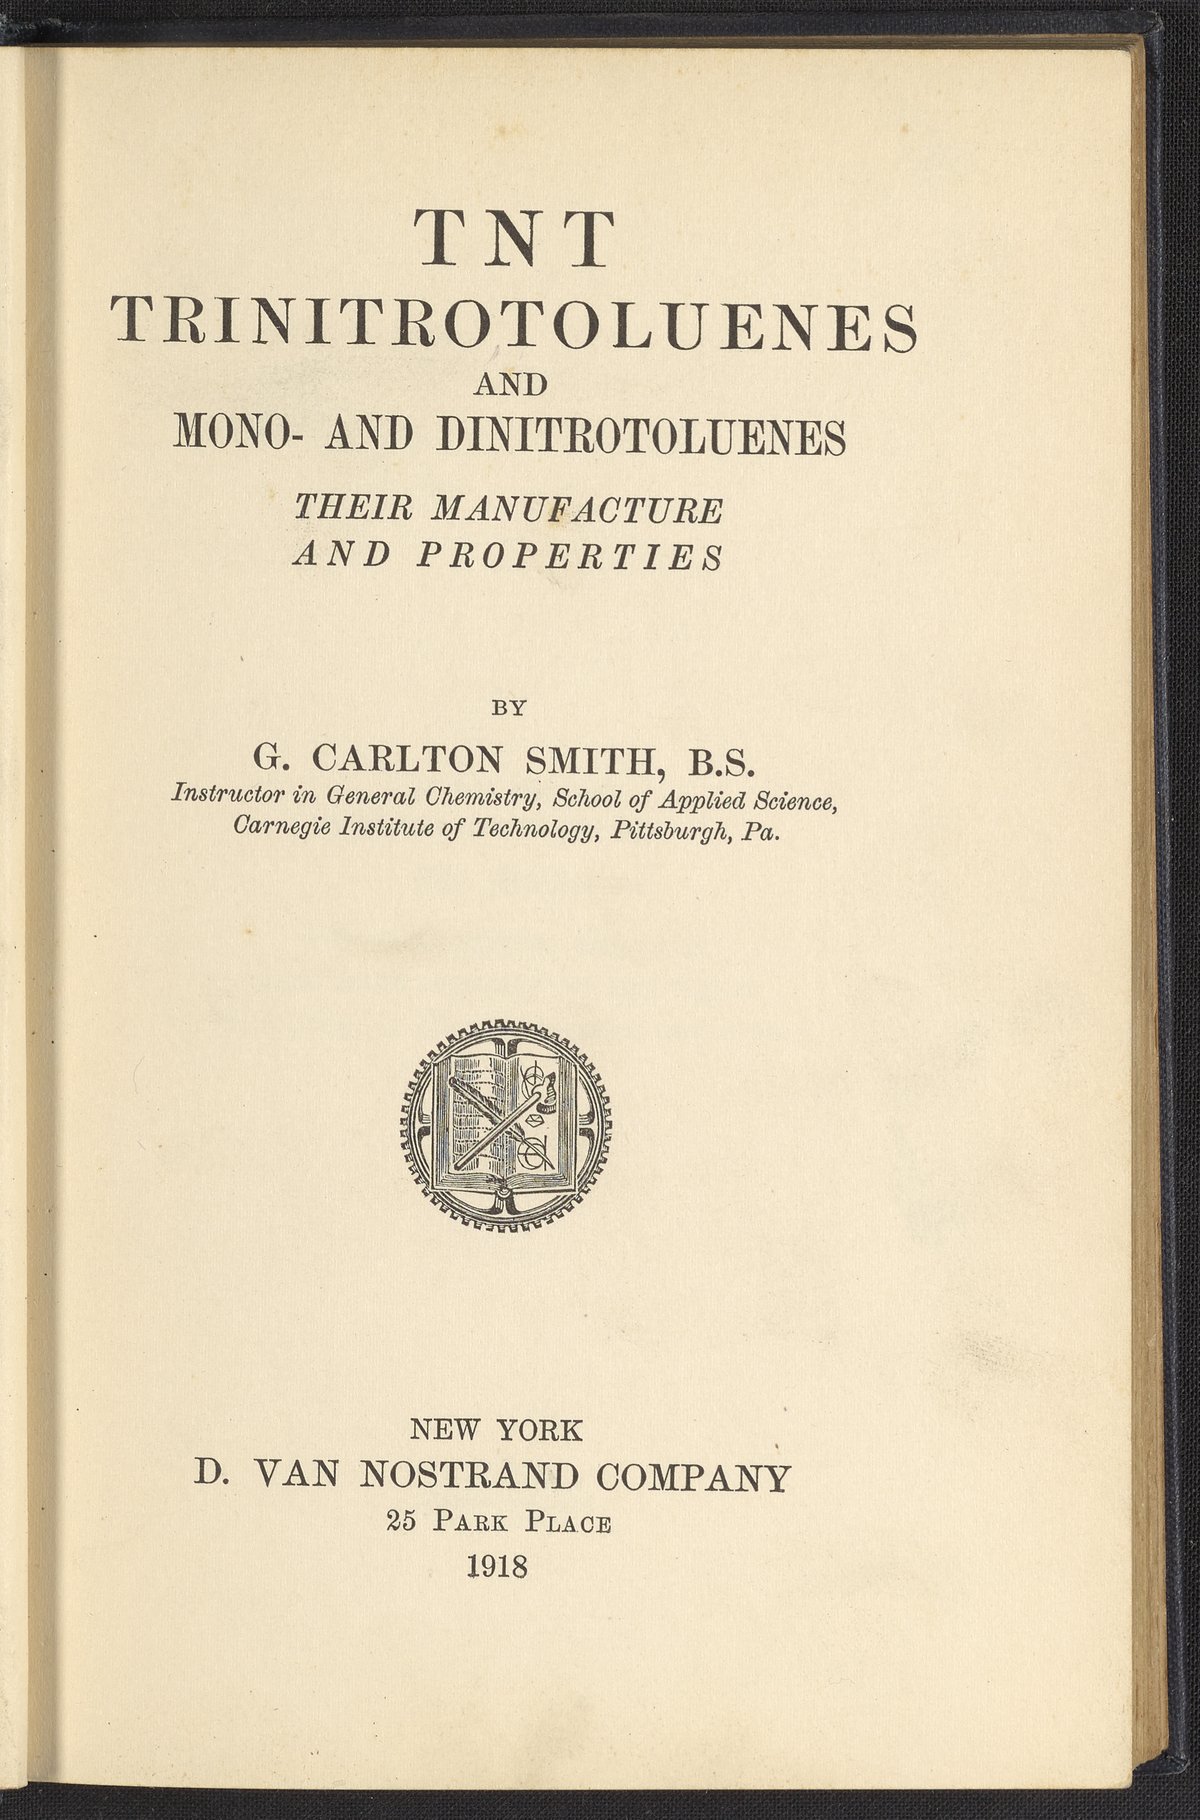 TNT
TRINITROTOLUENES
AND
MONO- AND DINITROTOLUENES
THEIR MANUFACTURE
AND PROPERTIES
BY
G. CARLTON SMITH, B.S.
Instructor in General Chemistry, School of Applied Science,
Carnegie Institute of Technology, Pittsburgh, Pa.
NEW YORK
D. VAN NOSTRAND COMPANY
25 PARK PLACE
1918